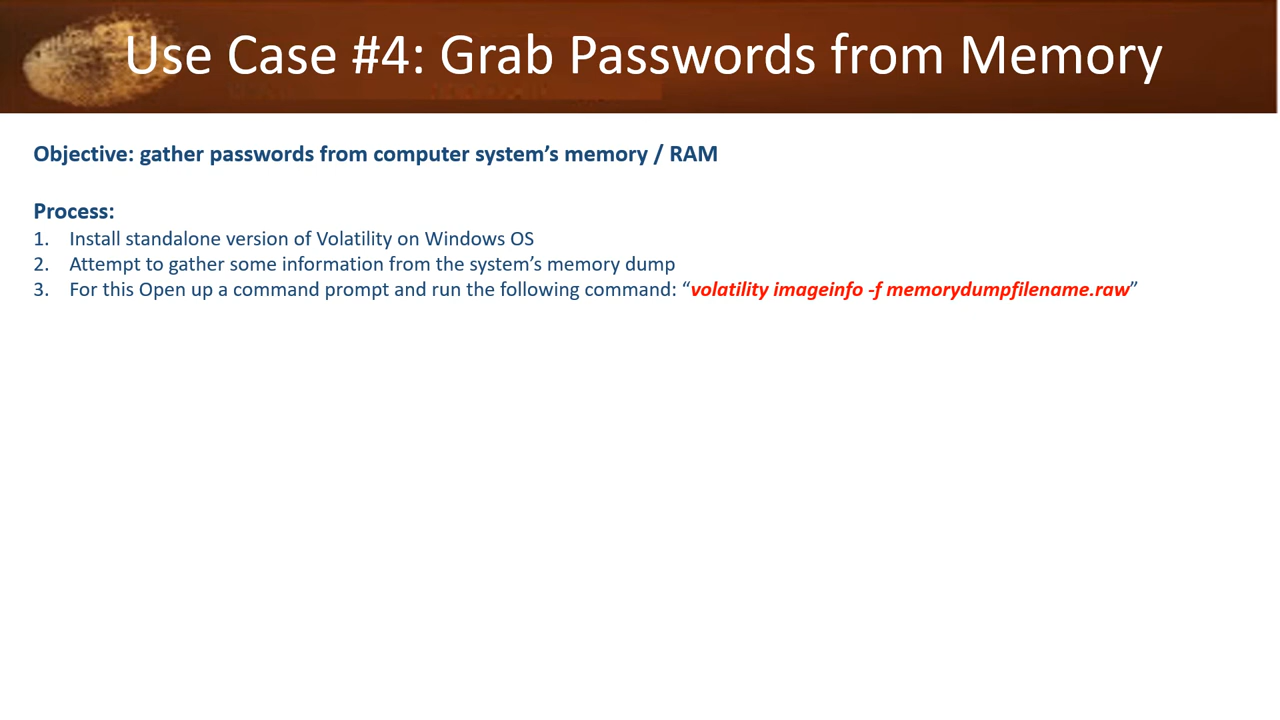 Use Case #4: Grab Passwords from Memory
Objective: gather passwords from computer system’s memory / RAM
Process:
1. Install standalone version of Volatility on Windows OS
2. Attempt to gather some information from the system’s memory dump
3. For this Open up a command prompt and run the following command: “volatility imageinfo -f memorydumpfilename.raw”